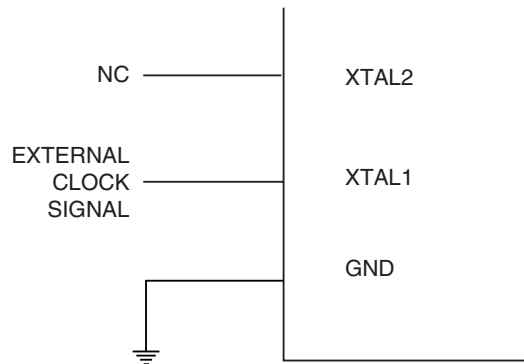 NC
XTAL2
EXTERNAL
CLOCK
SIGNAL
XTAL1
GND